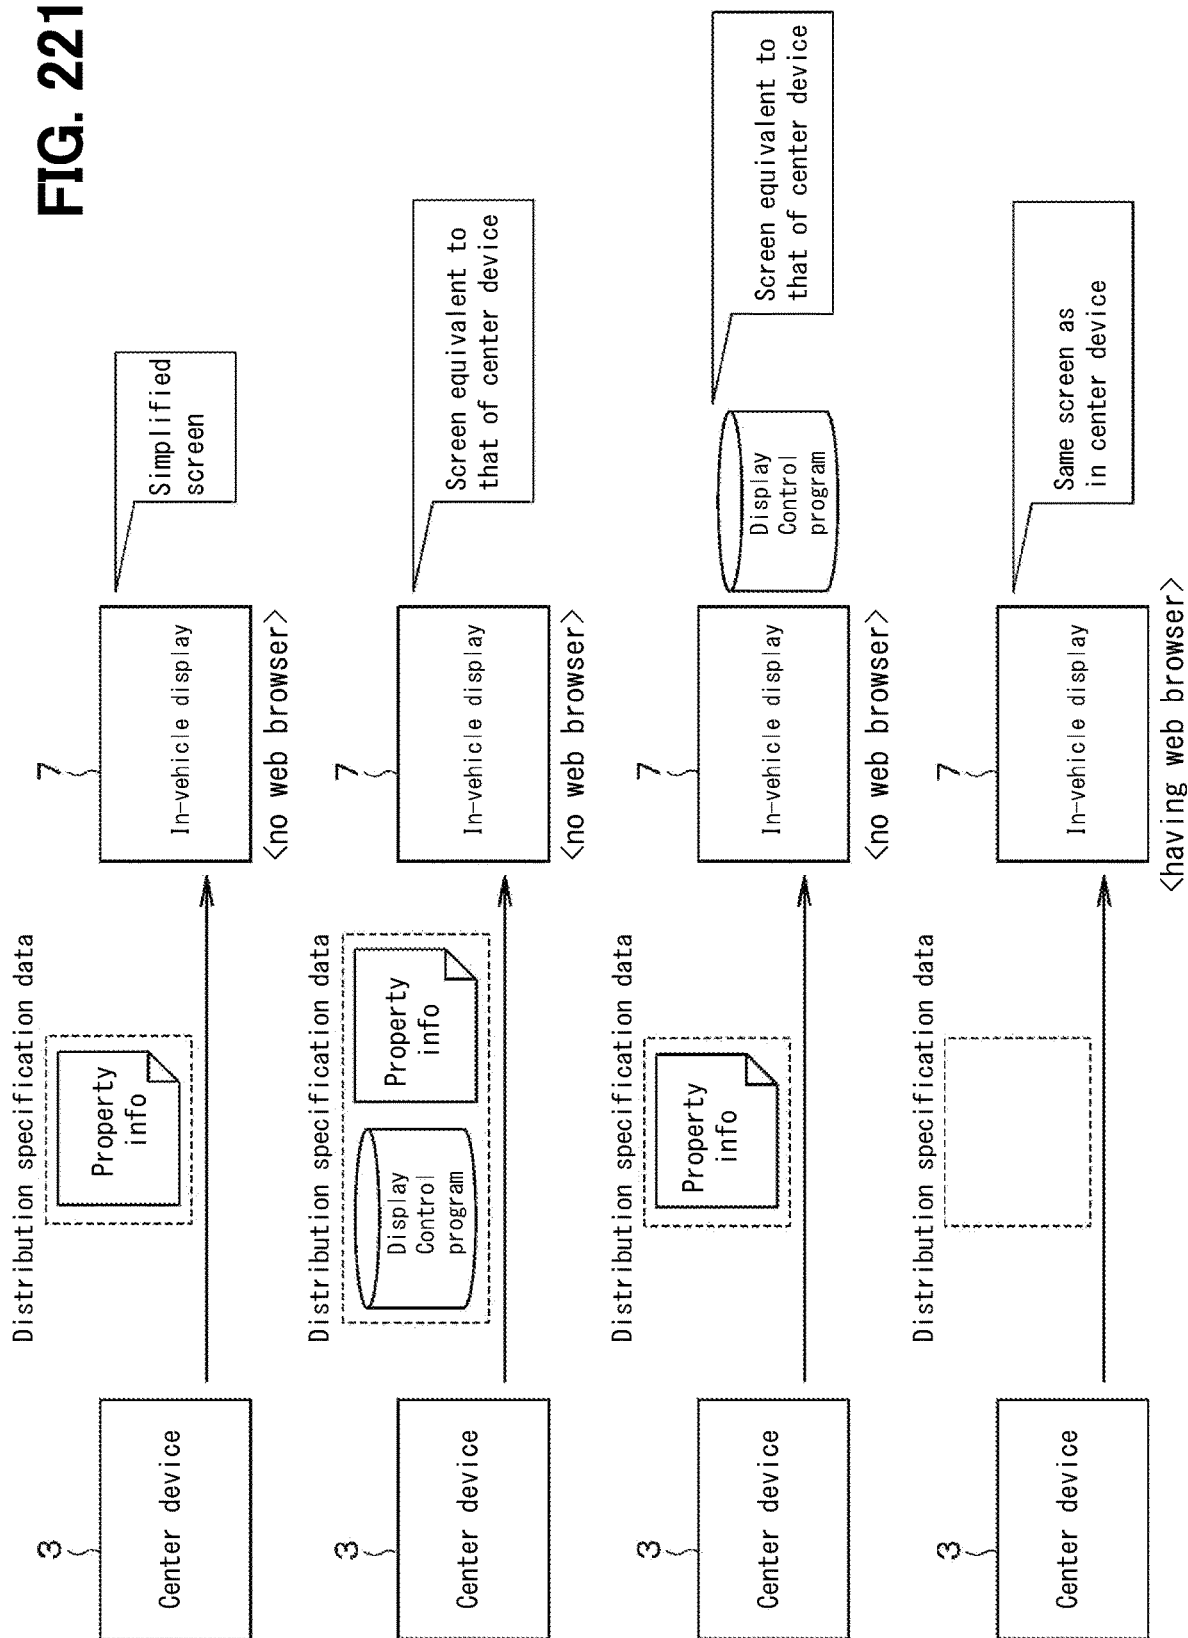 FIG. 221
Distribution specification data
3
Center device
Property
info
7
In-vehicle display
<no web browser>
Simplified
screen
Distribution specification data
3
Center device
Display
Control
program
Property
info
7
In-vehicle display
<no web browser>
Screen equivalent to
that of center device
Distribution specification data
3
Center device
Property
info
7
In-vehicle display
<no web browser>
Display
Control
program
Screen equivalent to
that of center device
Distribution specification data
3
Center device
7
In-vehicle display
<having web browser>
Same screen as
in center device